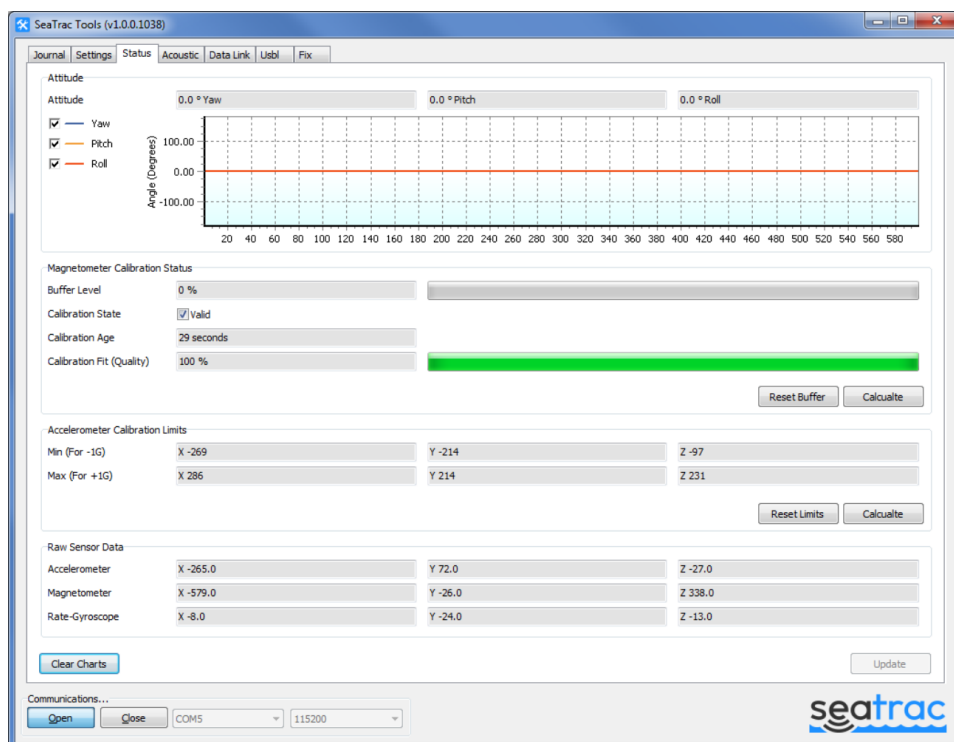 SeaTrac Tools (v1.0.0.1038)
Journal Settings Status Acoustic Data Link Usbl Fix
Attitude
Attitude 0.0 ° Yaw 0.0 ° Pitch 0.0 ° Roll
Yaw
Pitch
Roll
Angle (Degrees)
100.00
0.00
-100.00
20 40 60 80 100 120 140 160 180 200 220 240 260 280 300 320 340 360 380 400 420 440 460 480 500 520 540 560 580
Magnetometer Calibration Status
Buffer Level 0 %
Calibration State Valid
Calibration Age 29 seconds
Calibration Fit (Quality) 100 %
Reset Buffer Calcualte
Accelerometer Calibration Limits
Min (For -1G) X -269 Y -214 Z -97
Max (For +1G) X 286 Y 214 Z 231
Reset Limits Calcualte
Raw Sensor Data
Accelerometer X -265.0 Y 72.0 Z -27.0
Magnetometer X -579.0 Y -26.0 Z 338.0
Rate-Gyroscope X -8.0 Y -24.0 Z -13.0
Clear Charts Update
Communications...
Open Close COM5 115200
seatrac